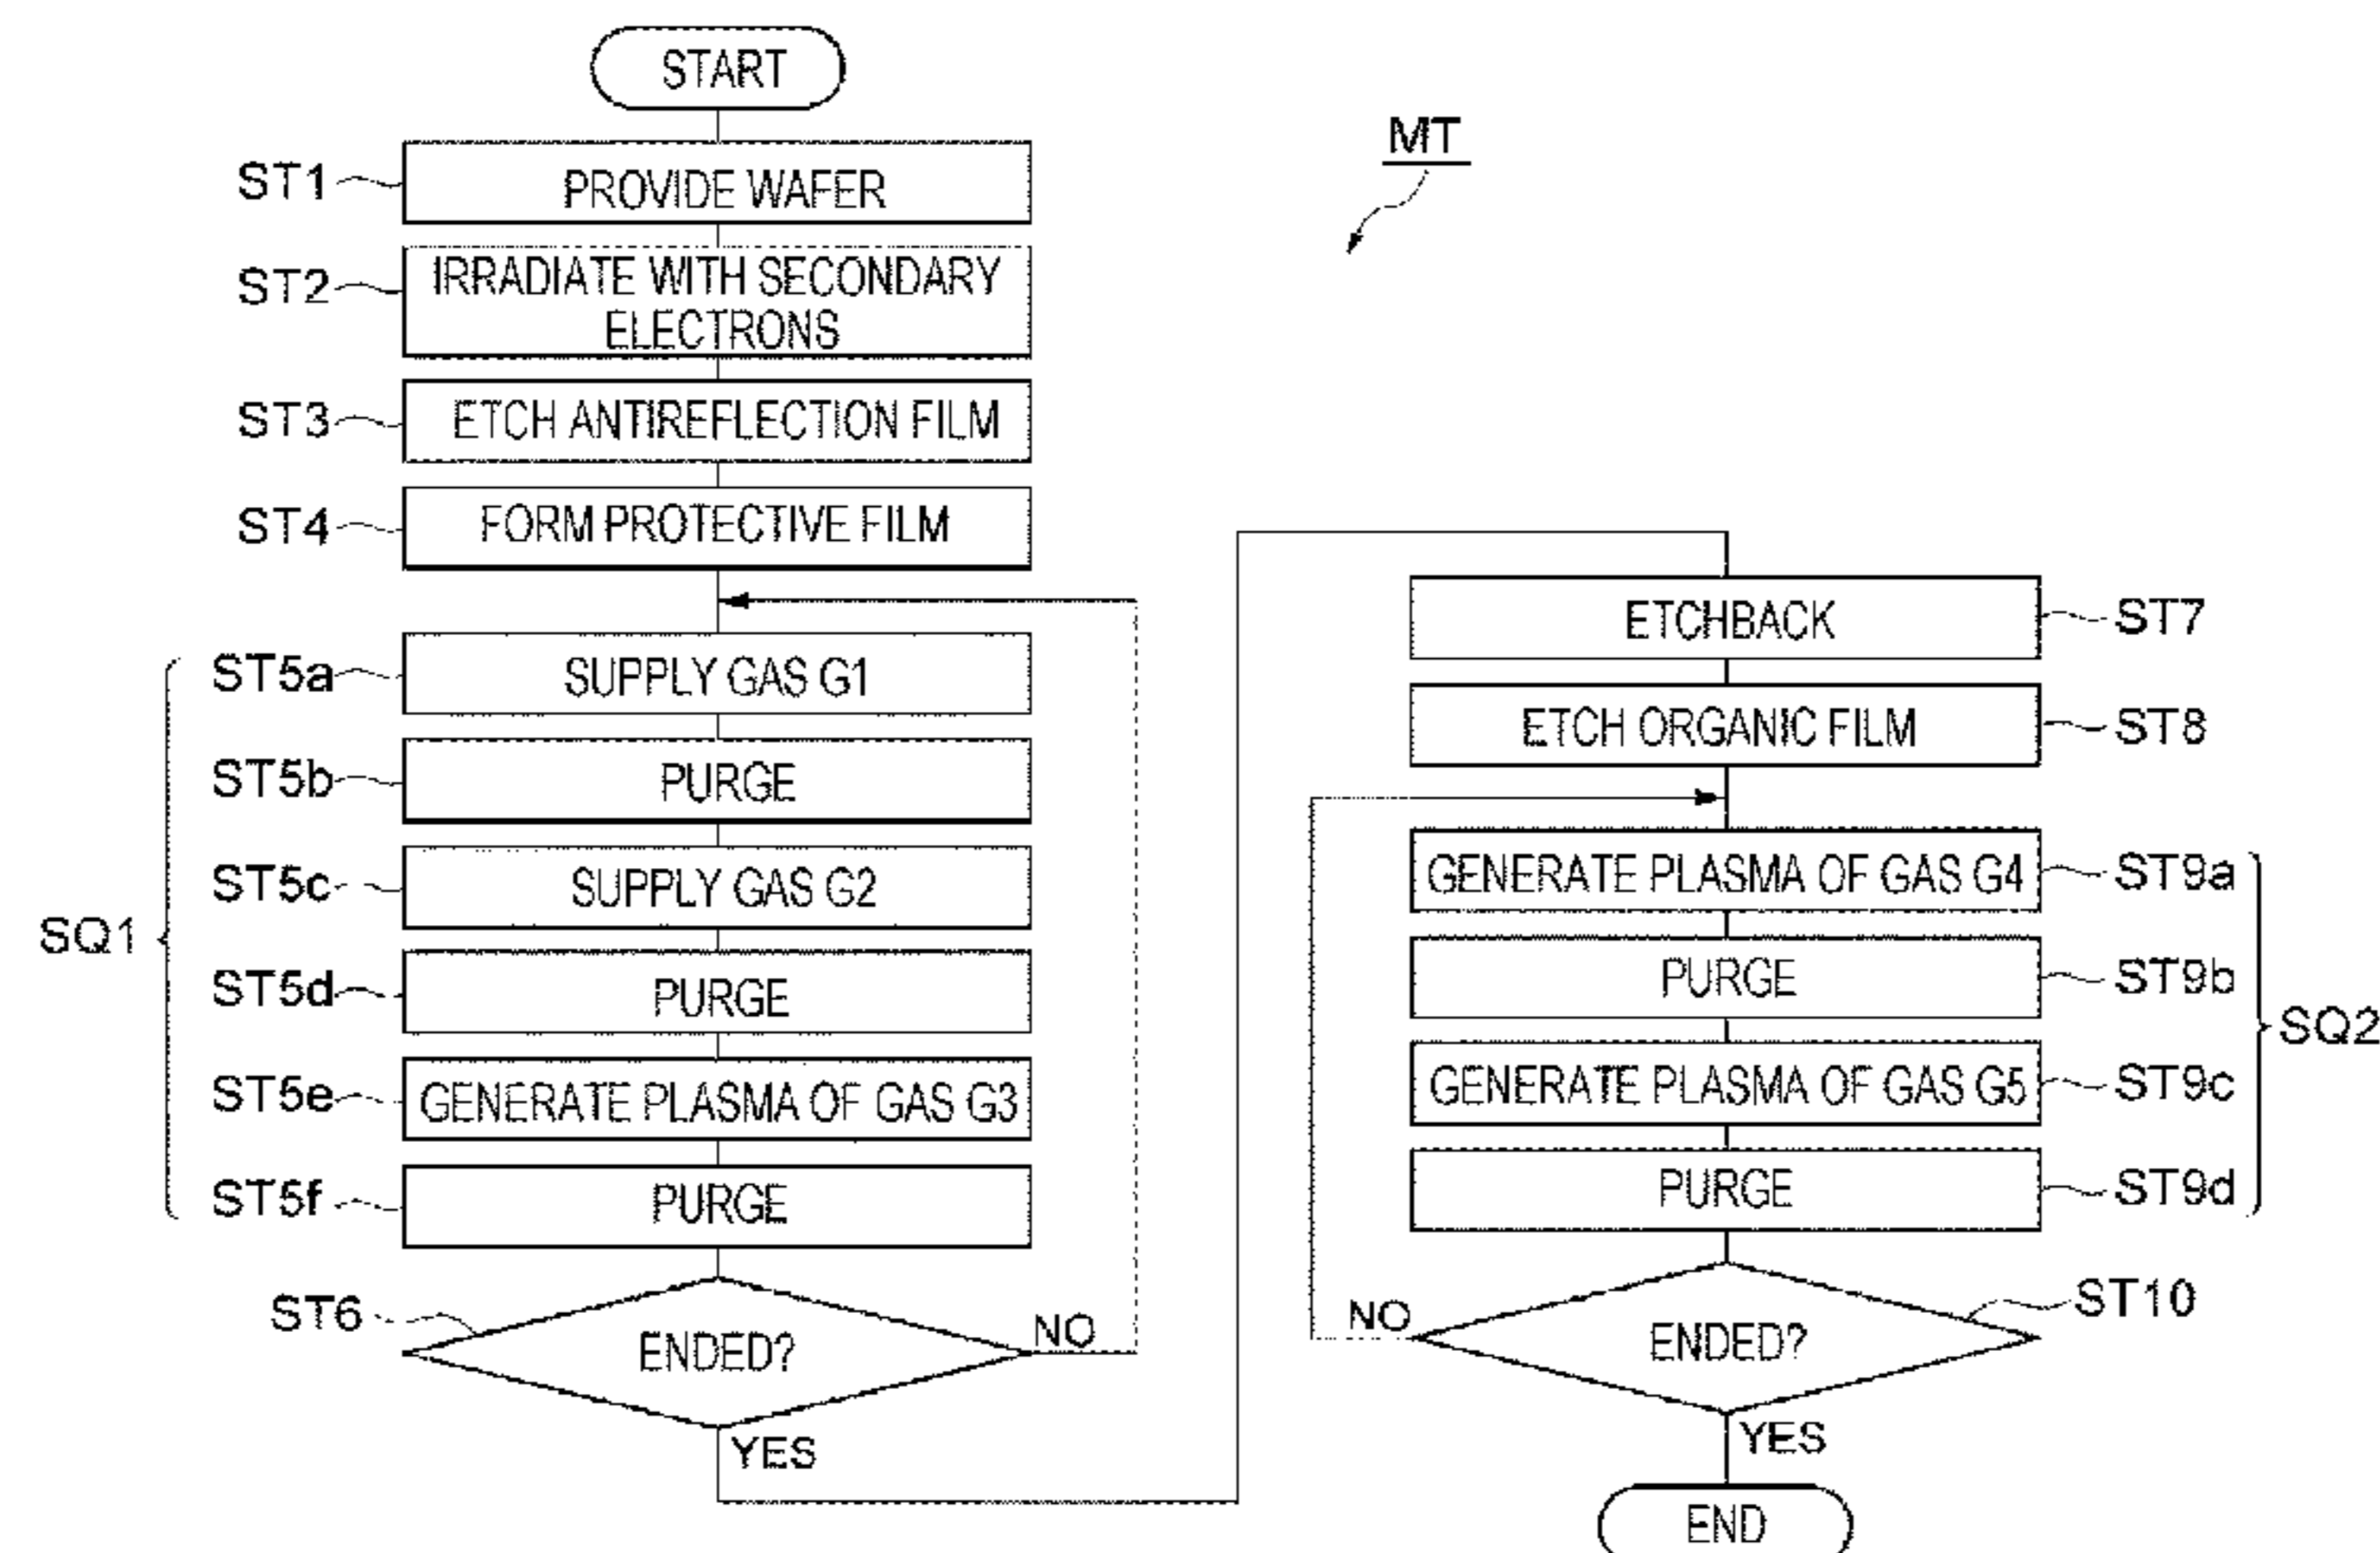 START
MT
ST1
PROVIDE WAFER
ST2
IRRADIATE WITH SECONDARY
ELECTRONS
ST3
ETCH ANTIREFLECTION FILM
ST4
FORM PROTECTIVE FILM
SQ1
ST5a
SUPPLY GAS G1
ST5b
PURGE
ST5c
SUPPLY GAS G2
ST5d
PURGE
ST5e
GENERATE PLASMA OF GAS G3
ST5f
PURGE
ST6
ENDED?
NO
YES
ETCHBACK
ST7
ETCH ORGANIC FILM
ST8
GENERATE PLASMA OF GAS G4
ST9a
PURGE
ST9b
SQ2
GENERATE PLASMA OF GAS G5
ST9c
PURGE
ST9d
NO
ENDED?
ST10
YES
END